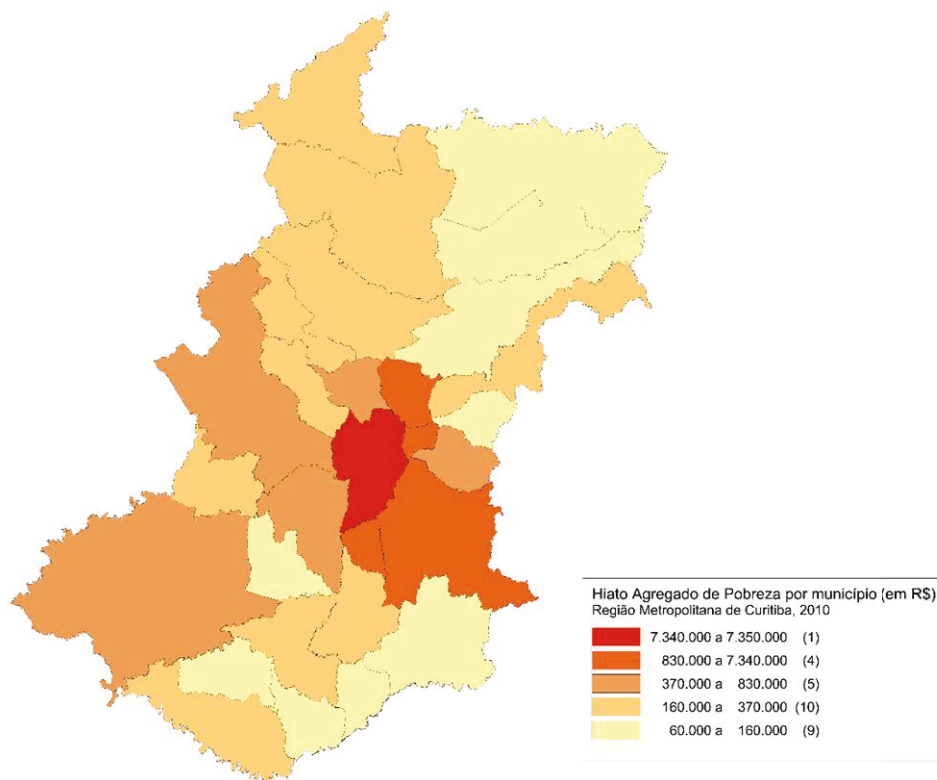 Hiato Agregado de Pobreza por município (em R$)
Região Metropolitana de Curitiba, 2010
7.340.000 a 7.350.000 (1)
830.000 a 7.340.000 (4)
370.000 a 830.000 (5)
160.000 a 370.000 (10)
60.000 a 160.000 (9)